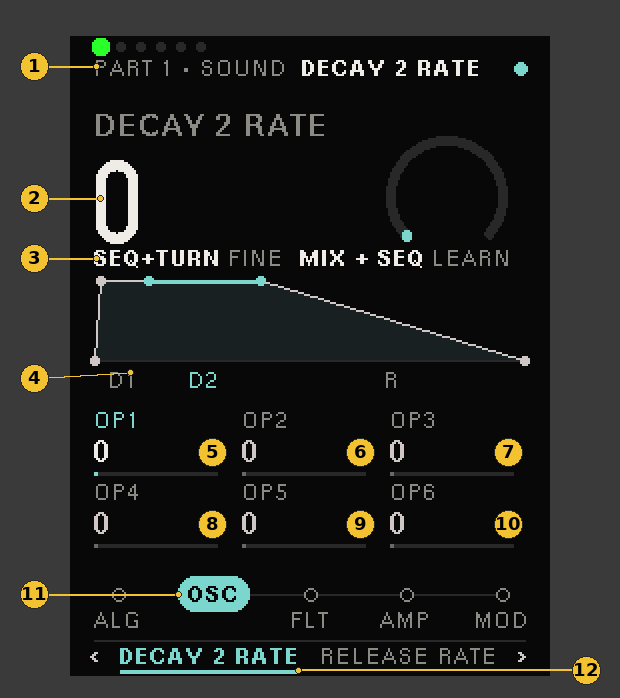 1 PART 1 · SOUND DECAY 2 RATE
DECAY 2 RATE
2 0
3 SEQ+TURN FINE MIX + SEQ LEARN
4 D1 D2 R
OP1 OP2 OP3
0 5 0 6 0 7
OP4 OP5 OP6
0 8 0 9 0 10
11 OSC
ALG FLT AMP MOD
< DECAY 2 RATE RELEASE RATE >
12